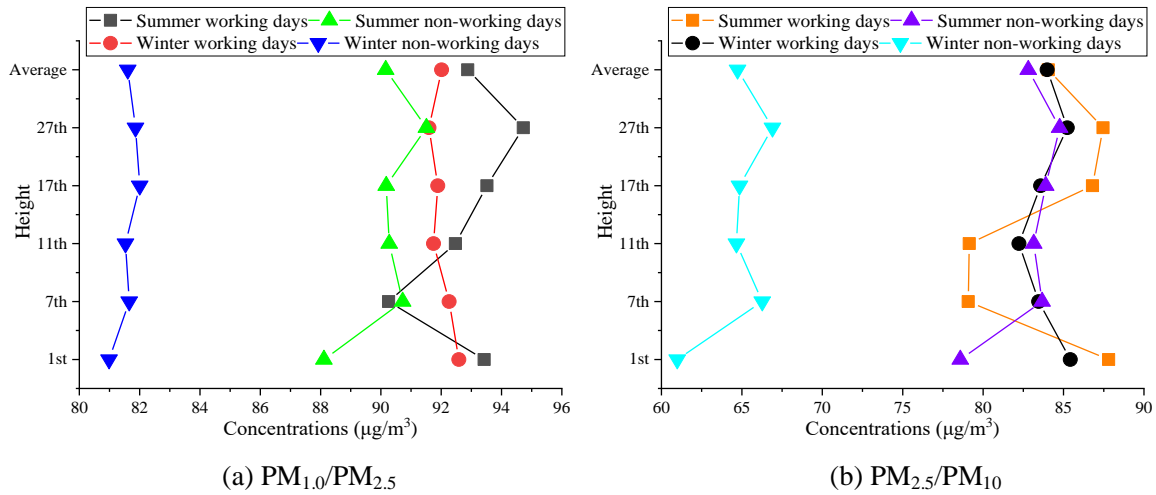 Summer working days Summer non-working days
Winter working days Winter non-working days
Average
27th
17th
11th
7th
1st
Height
80 82 84 86 88 90 92 94 96
Concentrations (μg/m³)
(a) PM1.0/PM2.5
Summer working days Summer non-working days
Winter working days Winter non-working days
Average
27th
17th
11th
7th
1st
Height
60 65 70 75 80 85 90
Concentrations (μg/m³)
(b) PM2.5/PM10